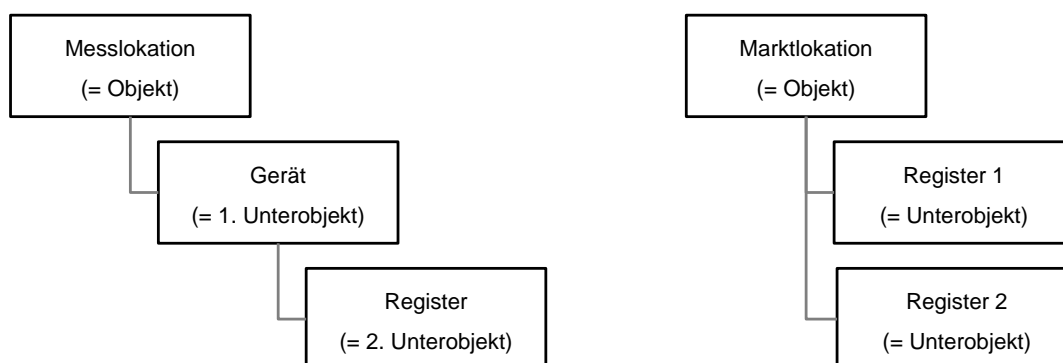 Messlokation
(= Objekt)
Gerät
(= 1. Unterobjekt)
Register
(= 2. Unterobjekt)
Marktlokation
(= Objekt)
Register 1
(= Unterobjekt)
Register 2
(= Unterobjekt)